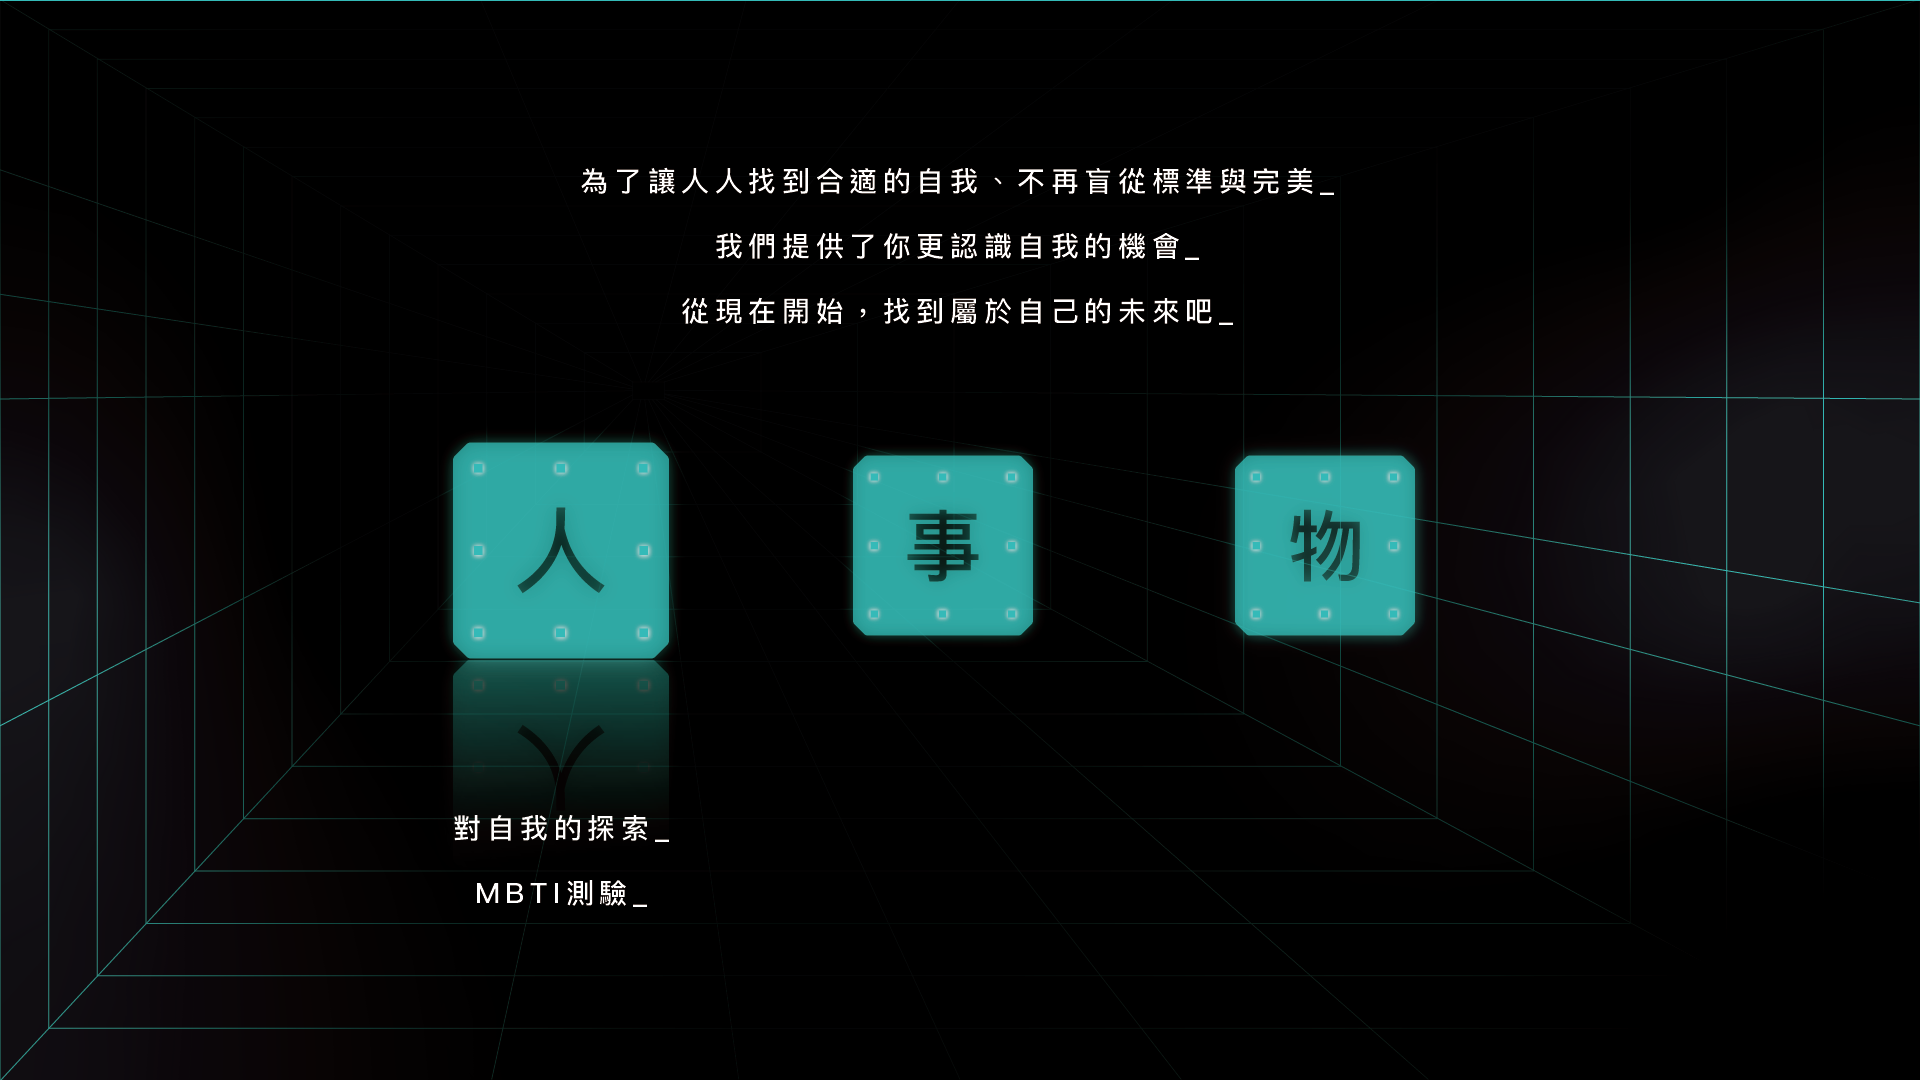 為了讓人人找到合適的自我、不再盲從標準與完美_
我們提供了你更認識自我的機會_
從現在開始，找到屬於自己的未來吧_
人
事
物
對自我的探索_
MBTI測驗_